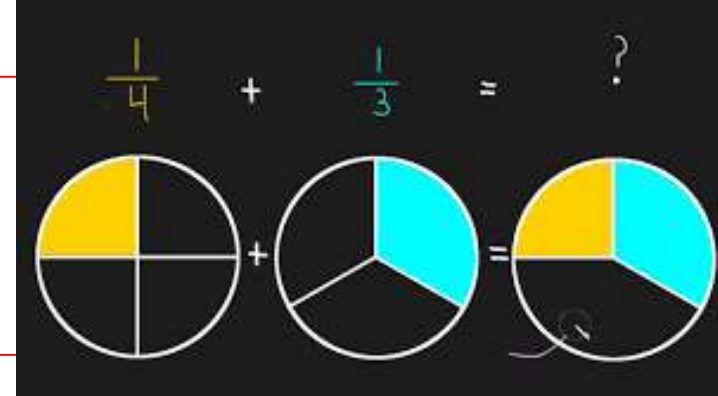 1/4 + 1/3 = ?
+ =